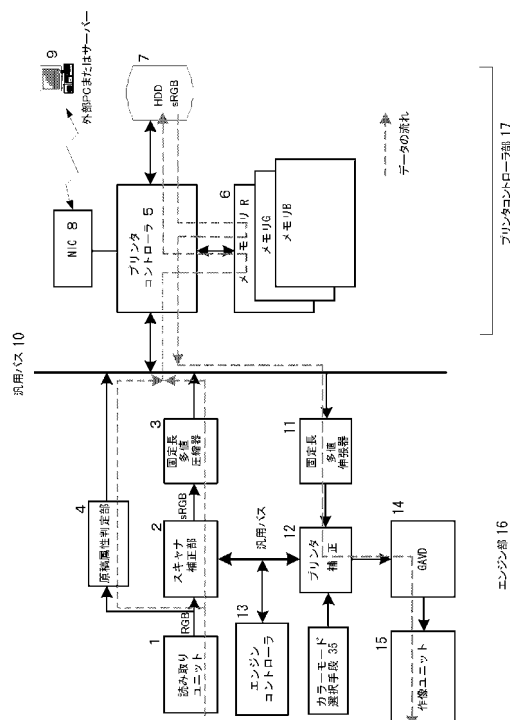 外部PCまたはサーバー
9
7
HDD
sRGB
NIC 8
プリンタ
コントローラ 5
6
メモリ R
メモリG
メモリB
データの流れ
プリンタコントローラ部 17
汎用バス 10
4
原稿属性判定部
3
固定長
多値
圧縮器
11
固定長
多値
伸張器
sRGB
2
スキャナ
補正部
汎用バス
12
プリンタ
補正
14
GAVD
エンジン部 16
RGB
1
読み取り
ユニット
13
エンジン
コントローラ
カラーモード
選択手段 35
15
作像ユニット